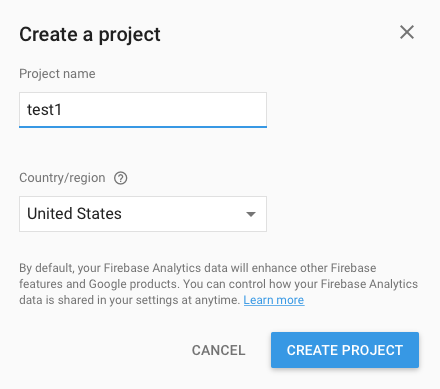 Create a project
Project name
test1
Country/region
United States
By default, your Firebase Analytics data will enhance other Firebase
features and Google products. You can control how your Firebase Analytics
data is shared in your settings at anytime. Learn more
CANCEL
CREATE PROJECT